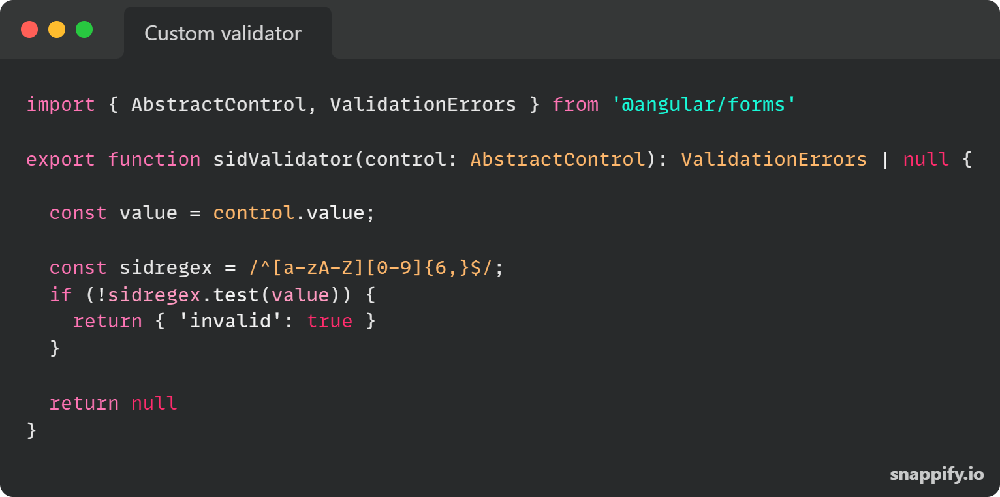 Custom validator
import { AbstractControl, ValidationErrors } from '@angular/forms'
export function sidValidator(control: AbstractControl): ValidationErrors | null {
const value = control.value;
const sidregex = /^[a-zA-Z][0-9]{6,}$/;
if (!sidregex.test(value)) {
return { 'invalid': true }
}
return null
}
snappify.io